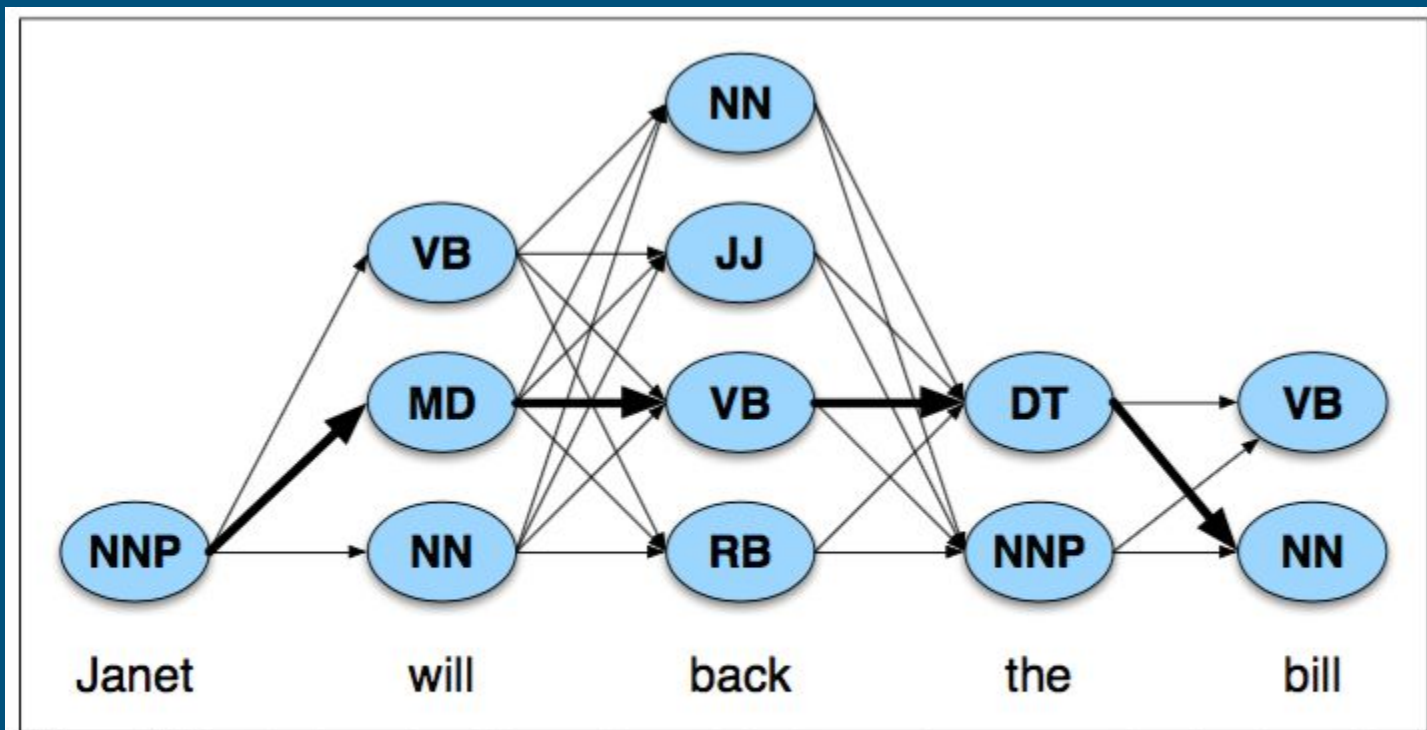 NN
VB JJ
MD VB DT VB
NNP NN RB NNP NN
Janet will back the bill